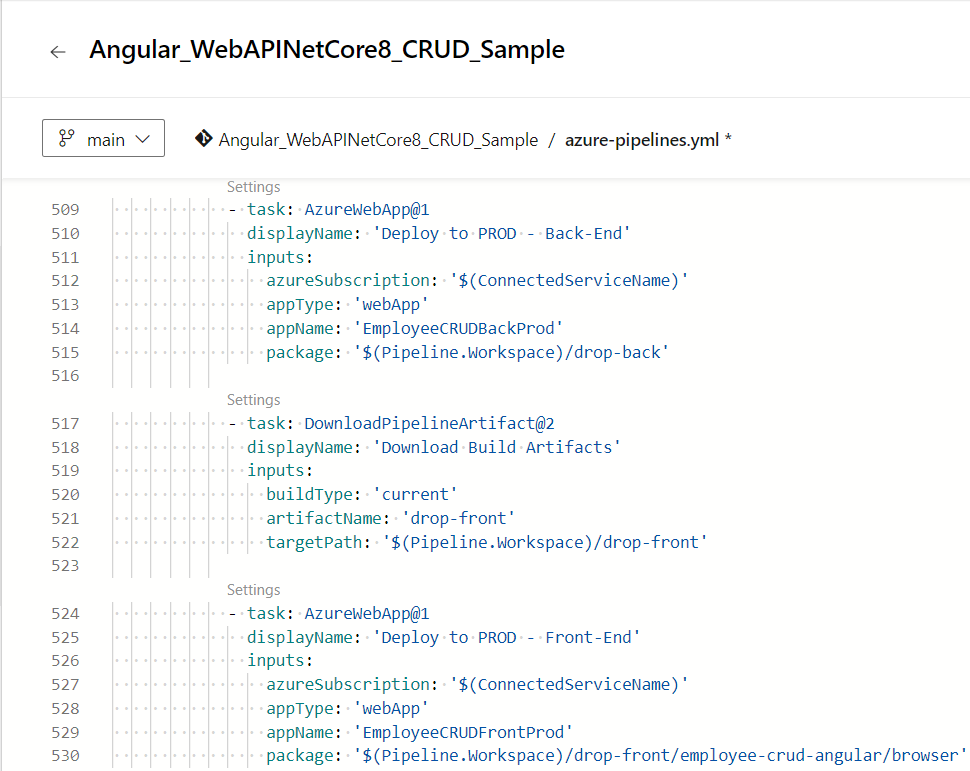 Angular_WebAPINetCore8_CRUD_Sample
main Angular_WebAPINetCore8_CRUD_Sample / azure-pipelines.yml *
Settings
509 - task: AzureWebApp@1
510 displayName: 'Deploy to PROD - Back-End'
511 inputs:
512 azureSubscription: '$(ConnectedServiceName)'
513 appType: 'webApp'
514 appName: 'EmployeeCRUDBackProd'
515 package: '$(Pipeline.Workspace)/drop-back'
516
Settings
517 - task: DownloadPipelineArtifact@2
518 displayName: 'Download Build Artifacts'
519 inputs:
520 buildType: 'current'
521 artifactName: 'drop-front'
522 targetPath: '$(Pipeline.Workspace)/drop-front'
523
Settings
524 - task: AzureWebApp@1
525 displayName: 'Deploy to PROD - Front-End'
526 inputs:
527 azureSubscription: '$(ConnectedServiceName)'
528 appType: 'webApp'
529 appName: 'EmployeeCRUDFrontProd'
530 package: '$(Pipeline.Workspace)/drop-front/employee-crud-angular/browser'